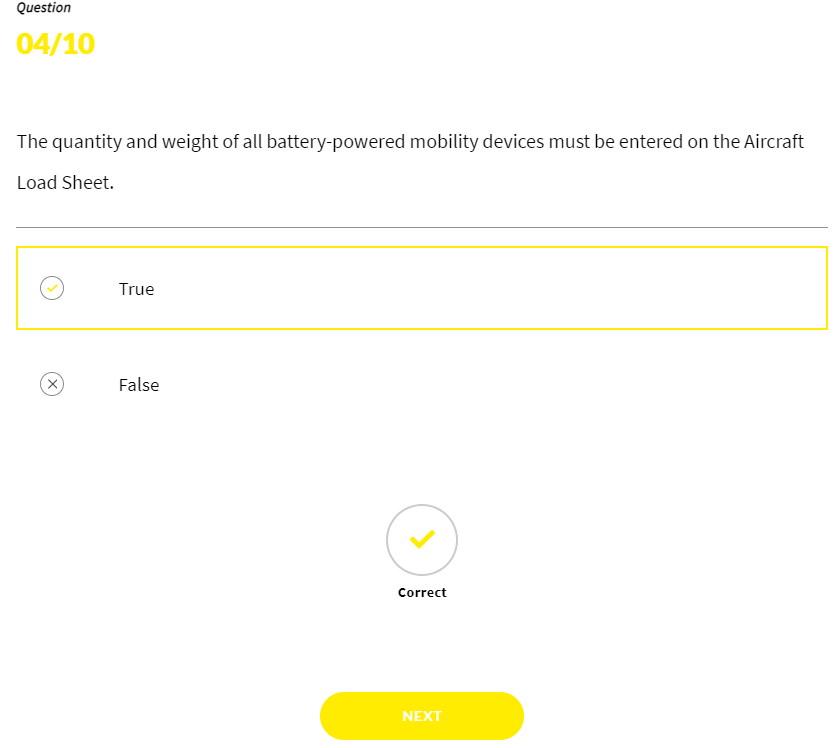 Question
04/10
The quantity and weight of all battery-powered mobility devices must be entered on the Aircraft
Load Sheet.
True
False
Correct
NEXT